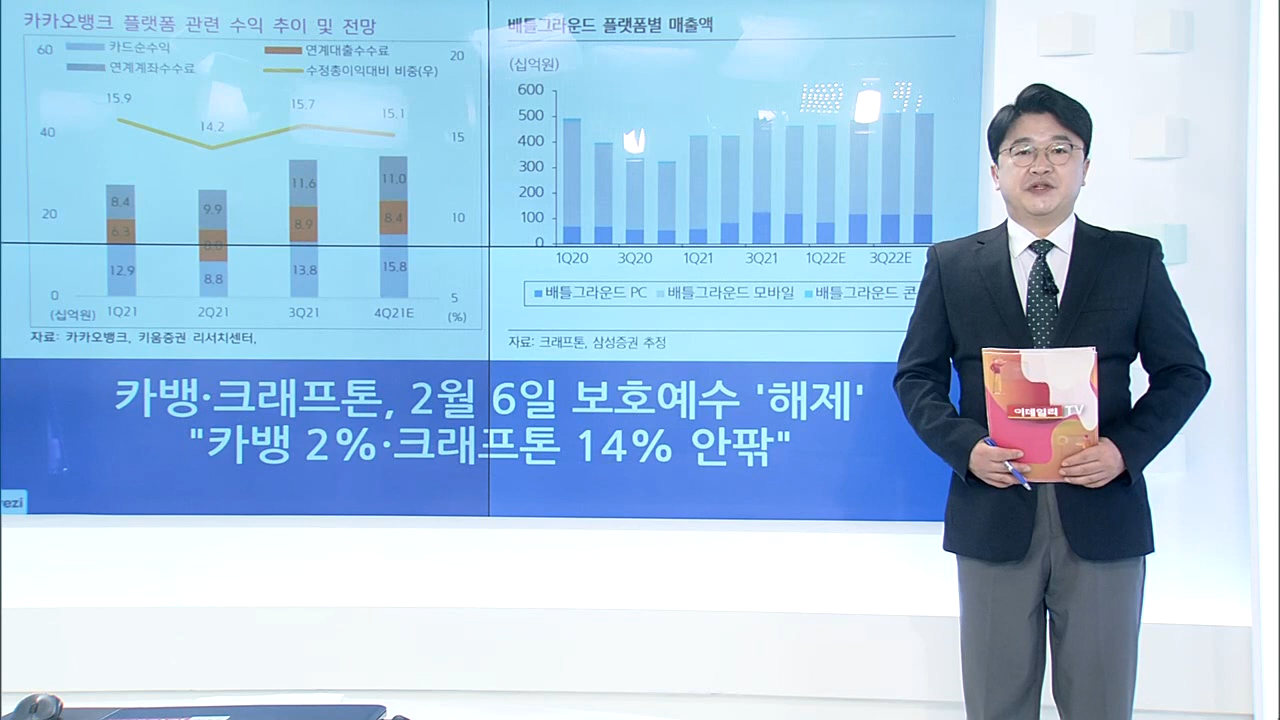 카카오뱅크 플랫폼 관련 수익 추이 및 전망
60
카드순수익
연계대출수수료
20
연계계좌수수료
수정총이익대비 비중(우)
15.9
14.2
15.7
15.1
40
15
8.4
9.9
11.6
11.0
20
6.3
8.9
8.4
10
12.9
8.8
13.8
15.8
0
5
(십억원)
1Q21
2Q21
3Q21
4Q21E
(%)
자료: 카카오뱅크, 키움증권 리서치센터,
배틀그라운드 플랫폼별 매출액
(십억원)
600
500
400
300
200
100
0
1Q20
3Q20
1Q21
3Q21
1Q22E
3Q22E
배틀그라운드 PC
배틀그라운드 모바일
배틀그라운드 콘
자료: 크래프톤, 삼성증권 추정
카뱅·크래프톤, 2월 6일 보호예수 '해제'
"카뱅 2%·크래프톤 14% 안팎"
rezi
이데일리 TV